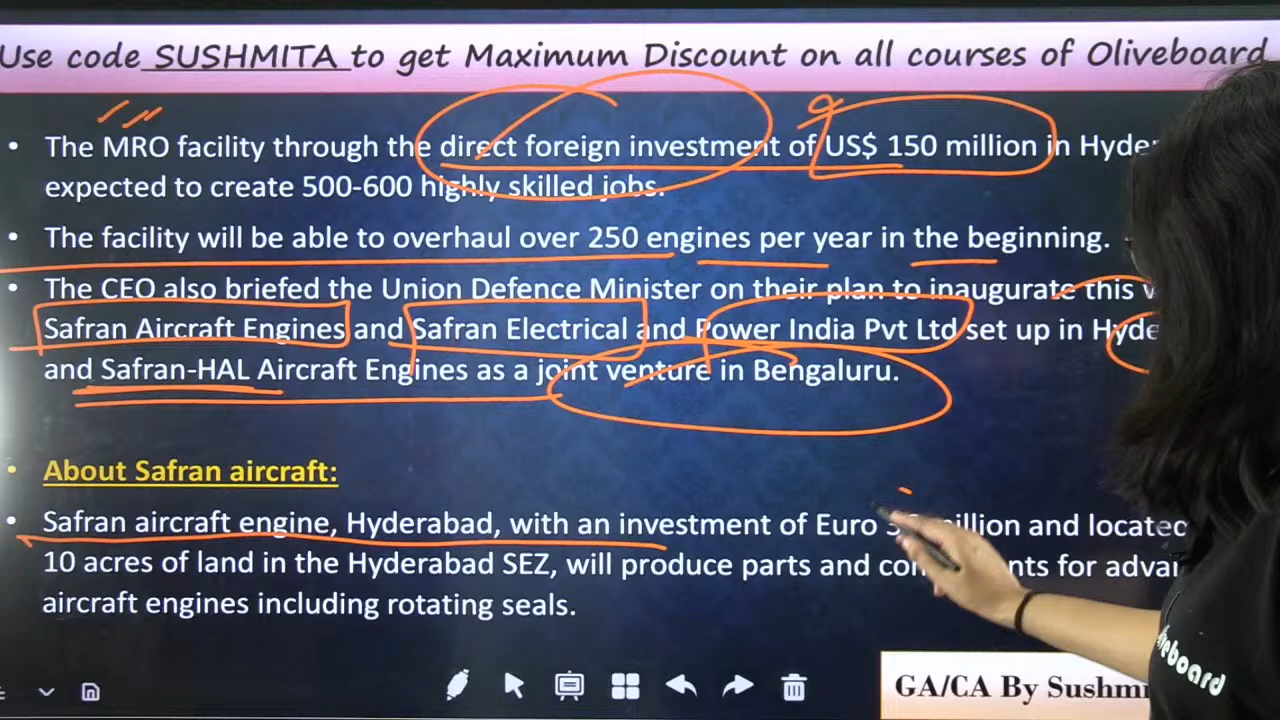 Use code SUSHMITA to get Maximum Discount on all courses of Oliveboard
• The MRO facility through the direct foreign investment of US$ 150 million in
expected to create 500-600 highly skilled jobs.
• The facility will be able to overhaul over 250 engines per year in the beginning.
• The CEO also briefed the Union Defence Minister on their plan to inaugurate this
Safran Aircraft Engines and Safran Electrical and Power India Pvt Ltd set up in
and Safran-HAL Aircraft Engines as a joint venture in Bengaluru.
• About Safran aircraft:
• Safran aircraft engine, Hyderabad, with an investment of Euro million and located
10 acres of land in the Hyderabad SEZ, will produce parts and for
aircraft engines including rotating seals.
GA/CA By